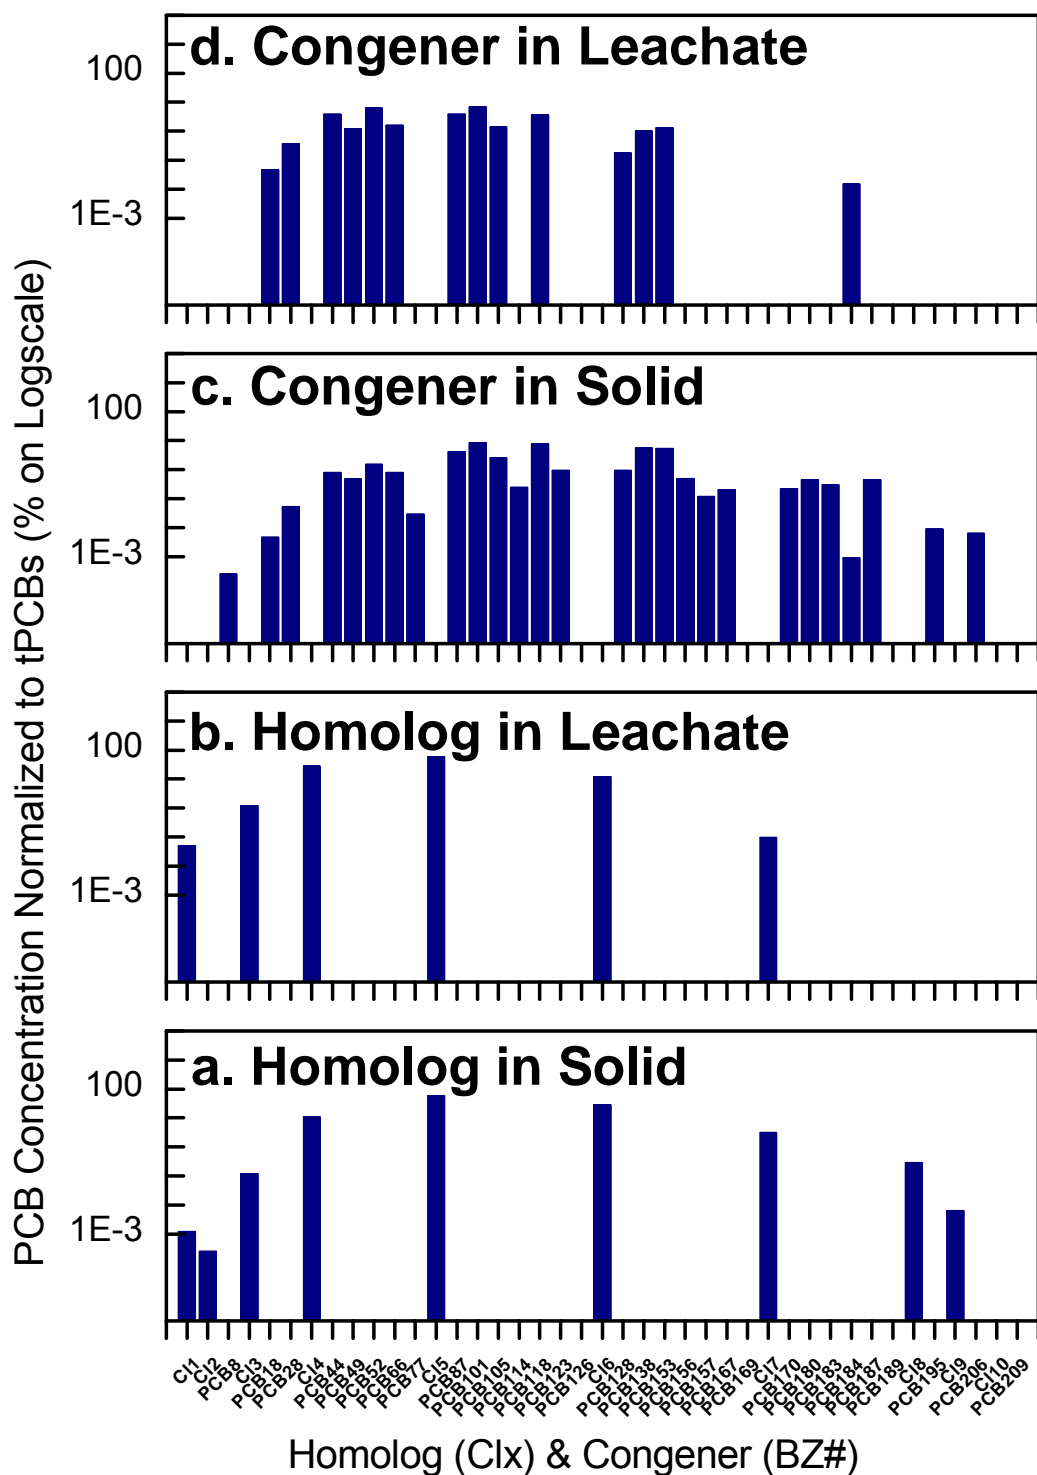 PCB Concentration Normalized to tPCBs (% on Logscale)
d. Congener in Leachate
100
1E-3
c. Congener in Solid
100
1E-3
b. Homolog in Leachate
100
1E-3
a. Homolog in Solid
100
1E-3
Cl1
Cl2
PCB8
Cl3
PCB18
PCB28
Cl4
PCB44
PCB49
PCB52
PCB66
PCB77
Cl5
PCB87
PCB101
PCB105
PCB114
PCB118
PCB123
PCB126
Cl6
PCB128
PCB138
PCB153
PCB156
PCB157
PCB167
PCB169
Cl7
PCB170
PCB180
PCB183
PCB184
PCB187
PCB189
Cl8
PCB195
Cl9
PCB206
Cl10
PCB209
Homolog (Clx) & Congener (BZ#)